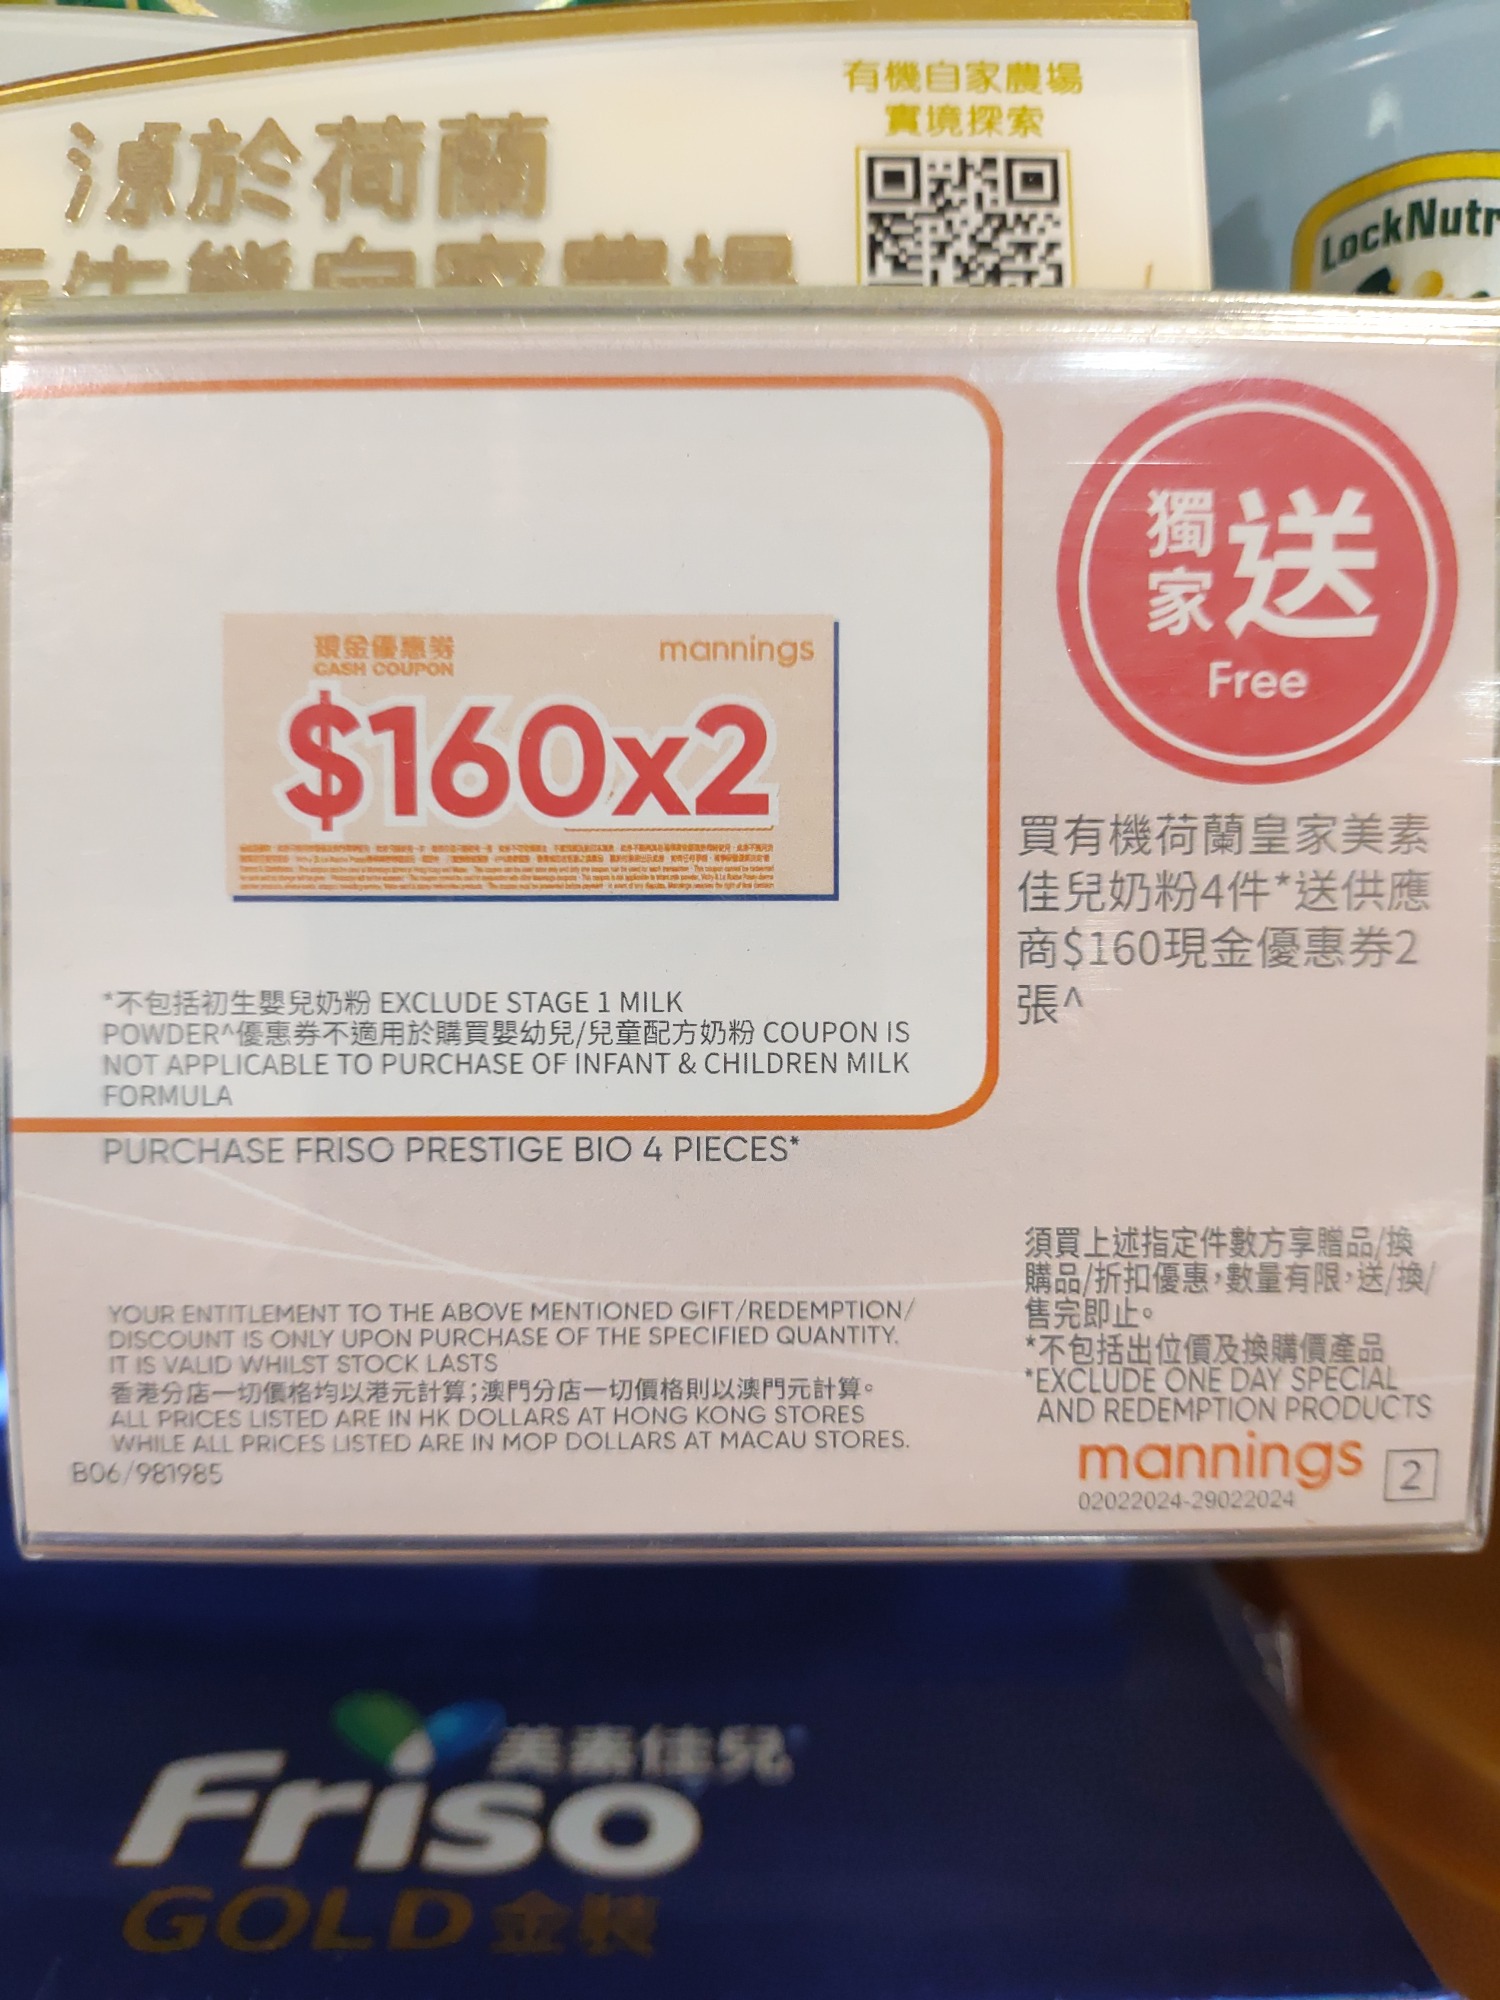 有機自家農場
實境探索
源於荷蘭
LockNutr
獨家
送
Free
現金優惠券
CASH COUPON
mannings
$160x2
買有機荷蘭皇家美素
佳兒奶粉4件*送供應
商$160現金優惠券2
張^
*不包括初生嬰兒奶粉 EXCLUDE STAGE 1 MILK
POWDER^優惠券不適用於購買嬰幼兒/兒童配方奶粉 COUPON IS
NOT APPLICABLE TO PURCHASE OF INFANT & CHILDREN MILK
FORMULA
PURCHASE FRISO PRESTIGE BIO 4 PIECES*
須買上述指定件數方享贈品/換
購品/折扣優惠，數量有限，送/換/
售完即止。
*不包括出位價及換購價產品
*EXCLUDE ONE DAY SPECIAL
AND REDEMPTION PRODUCTS
YOUR ENTITLEMENT TO THE ABOVE MENTIONED GIFT/REDEMPTION/
DISCOUNT IS ONLY UPON PURCHASE OF THE SPECIFIED QUANTITY.
IT IS VALID WHILST STOCK LASTS
香港分店一切價格均以港元計算；澳門分店一切價格則以澳門元計算。
ALL PRICES LISTED ARE IN HK DOLLARS AT HONG KONG STORES
WHILE ALL PRICES LISTED ARE IN MOP DOLLARS AT MACAU STORES.
B06/981985
mannings 2
02022024-29022024
美素佳兒
Friso
GOLD 金裝